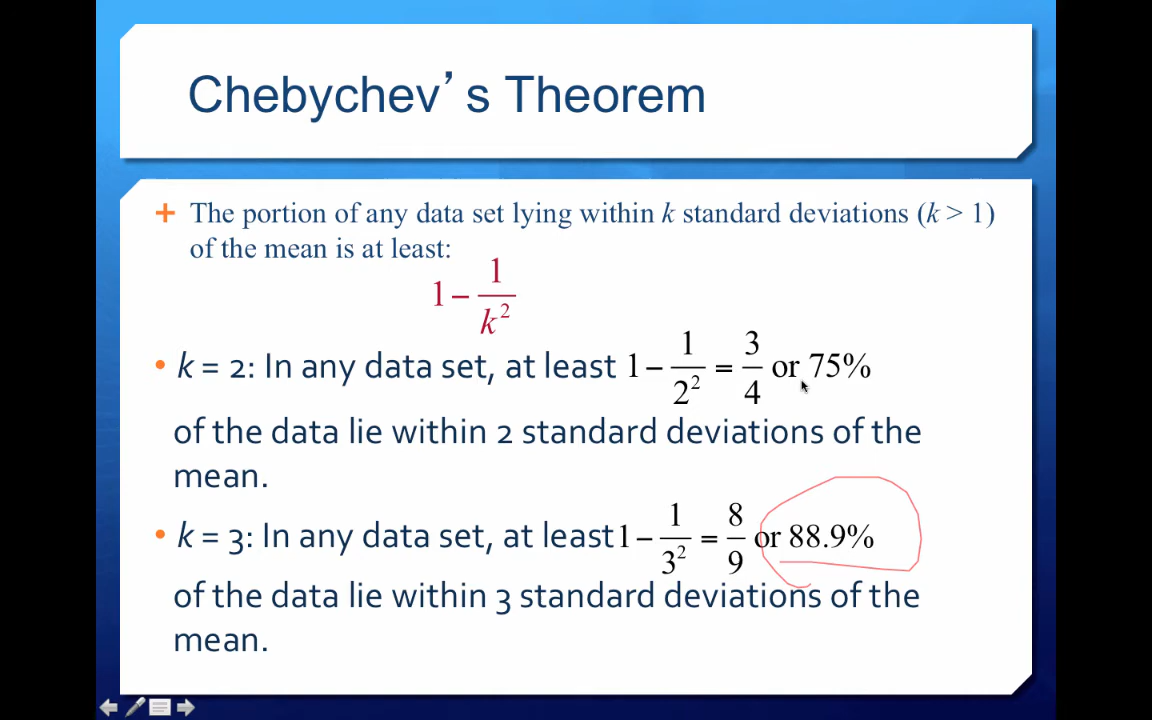 Chebychev’s Theorem
The portion of any data set lying within k standard deviations (k > 1)
of the mean is at least:
1 − 1/k²
• k = 2: In any data set, at least 1 − 1/2² = 3/4 or 75%
of the data lie within 2 standard deviations of the
mean.
• k = 3: In any data set, at least 1 − 1/3² = 8/9 or 88.9%
of the data lie within 3 standard deviations of the
mean.